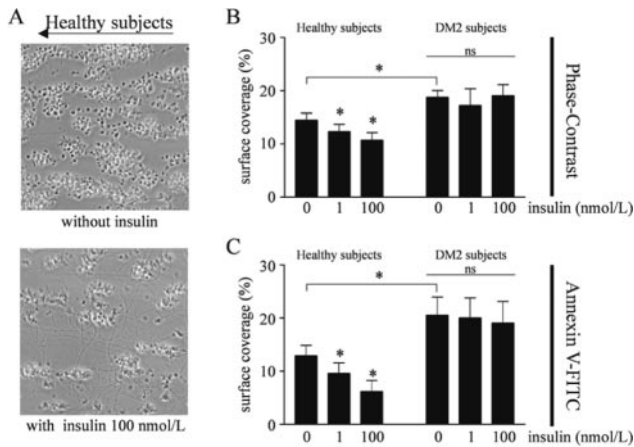 A
Healthy subjects
without insulin
with insulin 100 nmol/L
B
Healthy subjects
DM2 subjects
surface coverage (%)
30
20
10
0
*
*
*
ns
0 1 100 0 1 100 insulin (nmol/L)
Phase-Contrast
C
Healthy subjects
DM2 subjects
surface coverage (%)
30
20
10
0
*
*
*
ns
0 1 100 0 1 100 insulin (nmol/L)
Annexin V-FITC